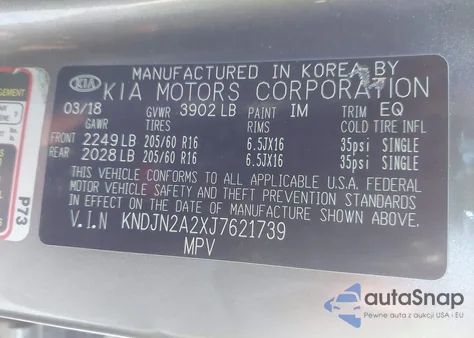 MANUFACTURED IN KOREA BY
KIA KIA MOTORS CORPORATION
03/18 GVWR 3902 LB PAINT IM TRIM EQ
GAWR TIRES RIMS COLD TIRE INFL
FRONT 2249 LB 205/60 R16 6.5JX16 35psi SINGLE
REAR 2028 LB 205/60 R16 6.5JX16 35psi SINGLE
THIS VEHICLE CONFORMS TO ALL APPLICABLE U.S.A. FEDERAL
MOTOR VEHICLE SAFETY AND THEFT PREVENTION STANDARDS
IN EFFECT ON THE DATE OF MANUFACTURE SHOWN ABOVE.
V.I.N KNDJN2A2XJ7621739
MPV
P73
autoSnap
Pewne auta z aukcji USA - EU